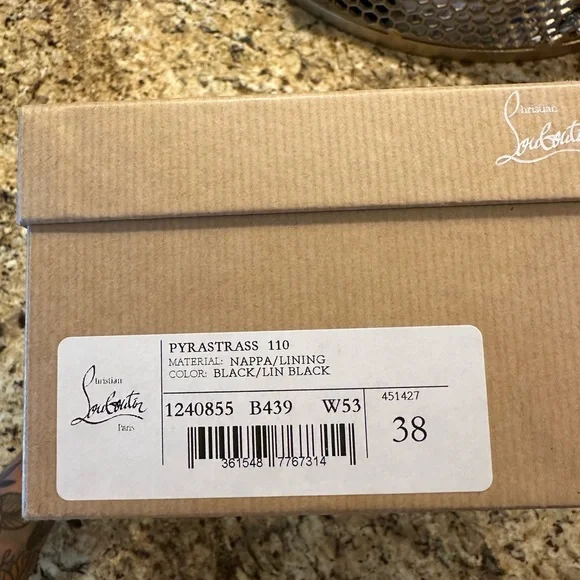 Christian
Louboutin
PYRASTRASS 110
MATERIAL: NAPPA/LINING
COLOR: BLACK/LIN BLACK
Christian
Louboutin
Paris
1240855 B439 W53
451427
38
361548 7767314